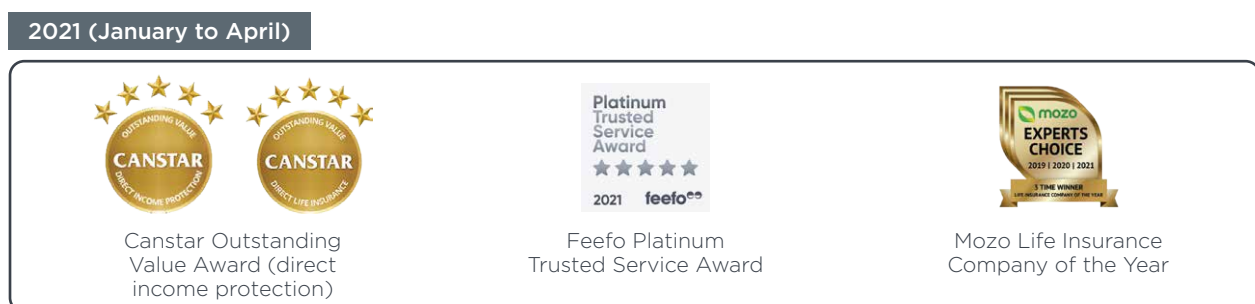 2021 (January to April)
OUTSTANDING VALUE
CANSTAR
DIRECT INCOME PROTECTION
OUTSTANDING VALUE
CANSTAR
DIRECT LIFE INSURANCE
Platinum
Trusted
Service
Award
2021 feefo
mozo
EXPERTS
CHOICE
2019 | 2020 | 2021
3 TIME WINNER
LIFE INSURANCE COMPANY OF THE YEAR
Canstar Outstanding
Value Award (direct
income protection)
Feefo Platinum
Trusted Service Award
Mozo Life Insurance
Company of the Year